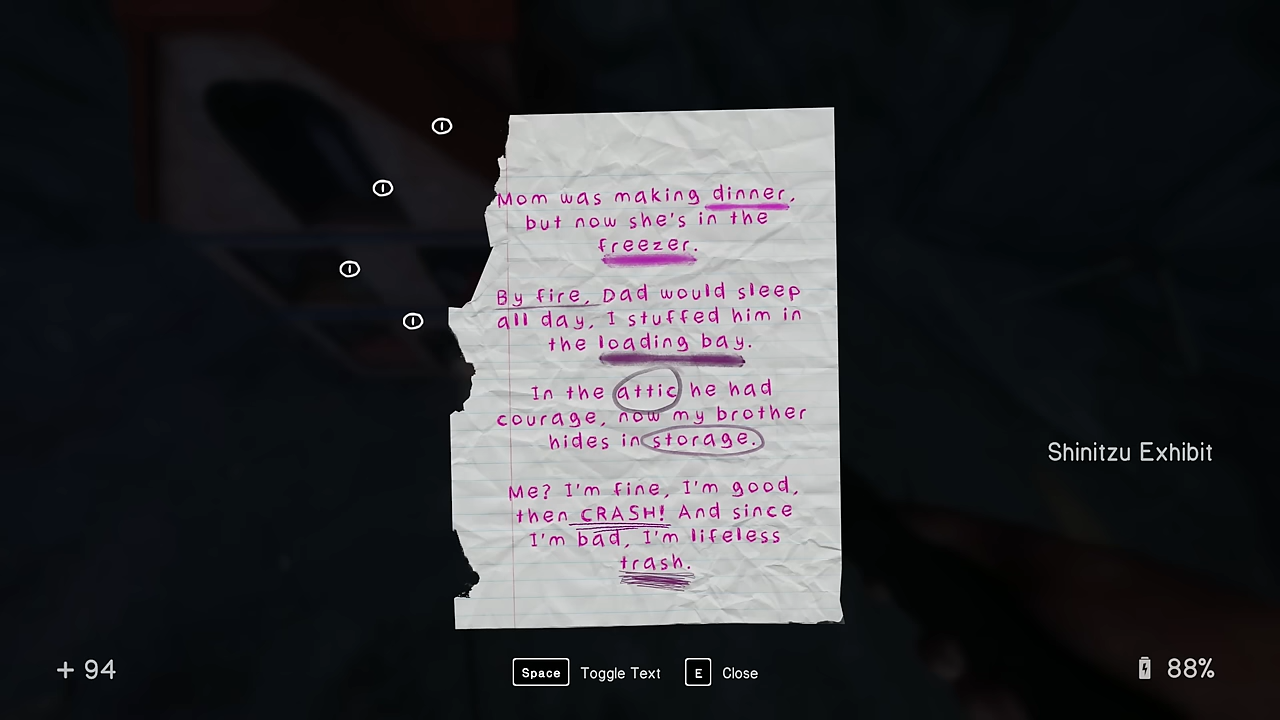 Mom was making dinner,
but now she's in the
freezer.
By fire, Dad would sleep
all day, I stuffed him in
the loading bay.
In the attic he had
courage, now my brother
hides in storage.
Me? I'm fine, I'm good,
then CRASH! And since
I'm bad, I'm lifeless
trash.
Shinitzu Exhibit
+ 94
Space Toggle Text E Close
88%